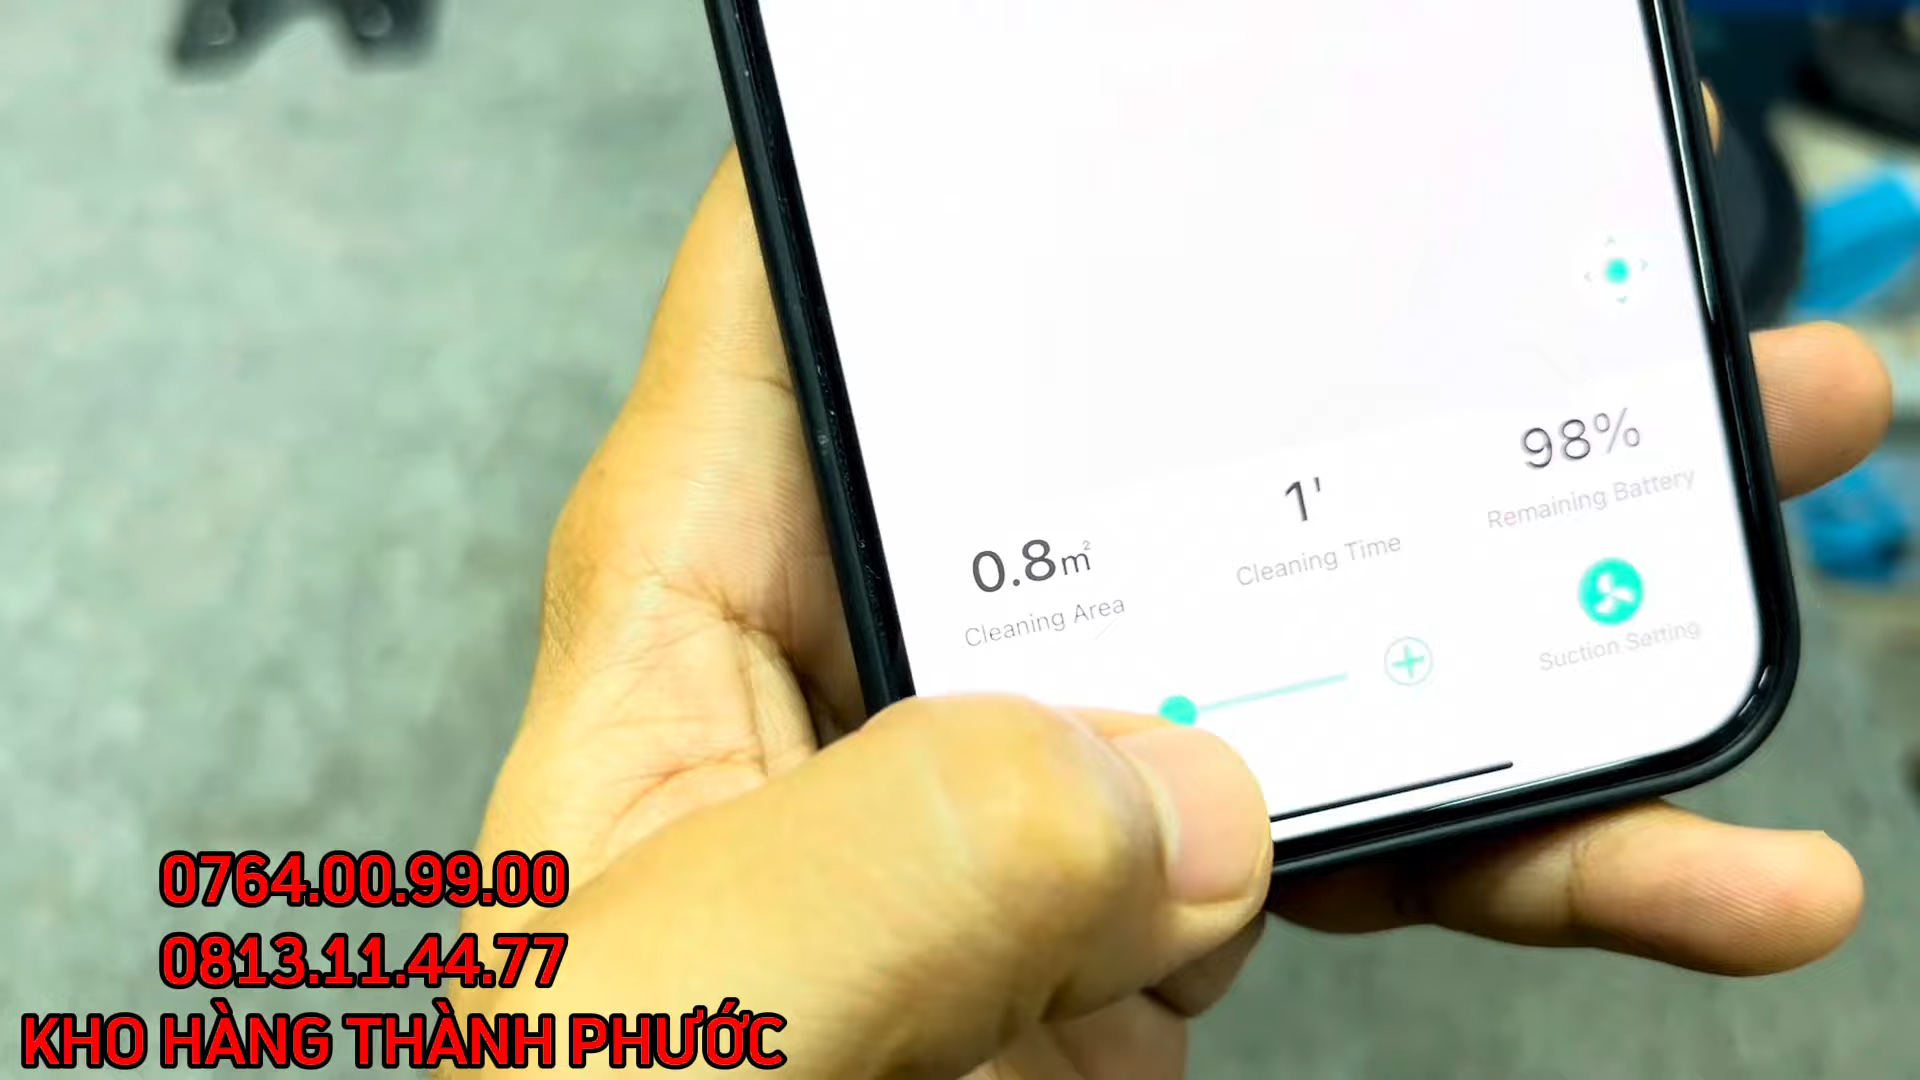 98%
Remaining Battery
1'
Cleaning Time
0.8m²
Cleaning Area
Suction Setting
0764.00.99.00
0813.11.44.77
KHO HÀNG THÀNH PHƯỚC